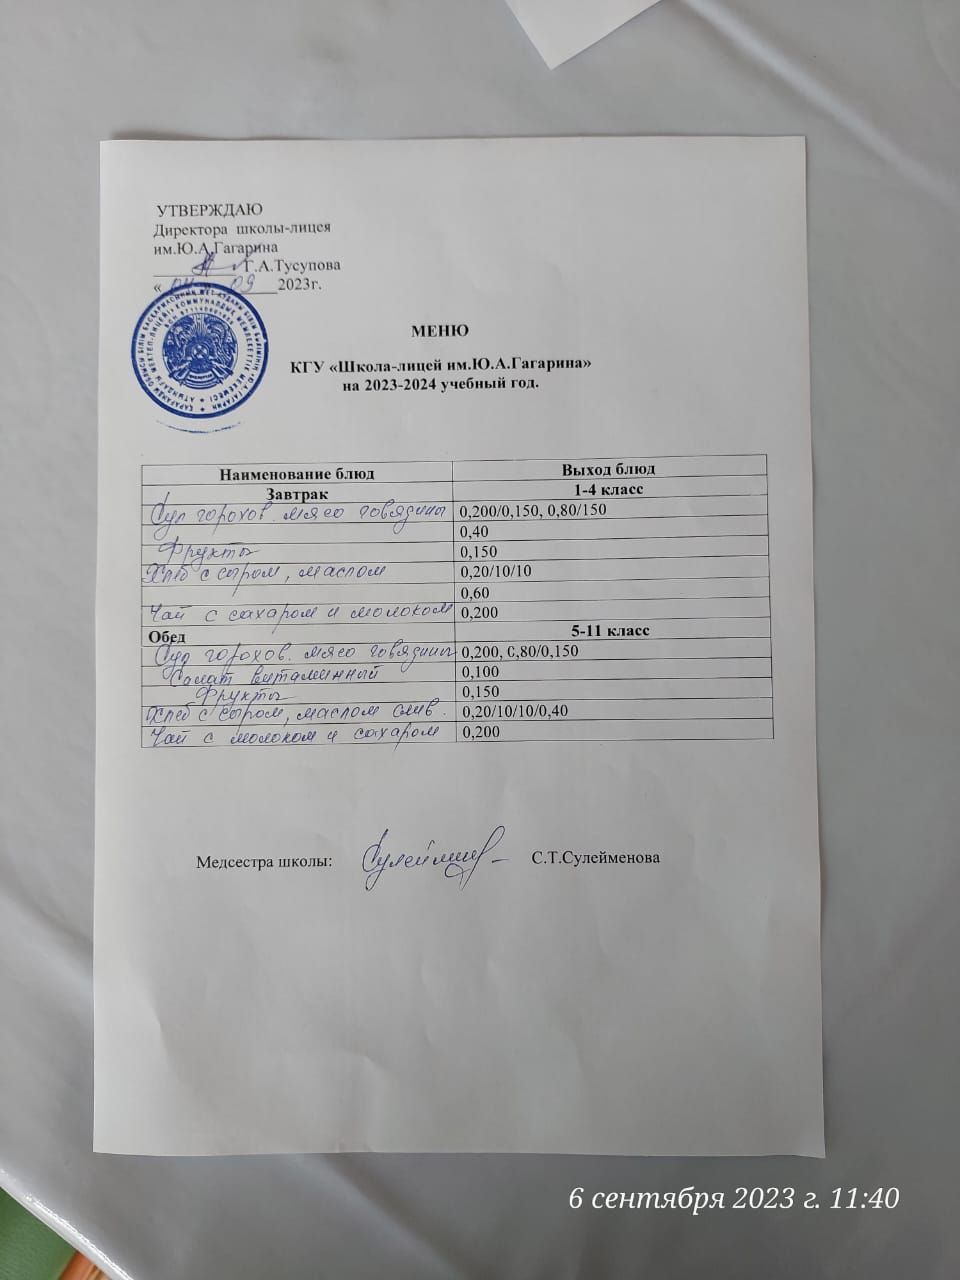 УТВЕРЖДАЮ
Директора школы-лицея
им.Ю.А.Гагарина
__________ Г.А.Тусупова
« 04 » 09 2023г.
МЕНЮ
КГУ «Школа-лицей им.Ю.А.Гагарина»
на 2023-2024 учебный год.
Наименование блюд Выход блюд
Завтрак 1-4 класс
Суп горохов. мясо говядины 0,200/0,150, 0,80/150
0,40
Фрукты 0,150
Хлеб с сыром, маслом 0,20/10/10
0,60
Чай с сахаром и молоком 0,200
Обед 5-11 класс
Суп горохов. мясо говядины 0,200, 0,80/0,150
Салат витаминный 0,100
Фрукты 0,150
Хлеб с сыром, маслом слив. 0,20/10/10/0,40
Чай с молоком и сахаром 0,200
Медсестра школы: С.Т.Сулейменова
6 сентября 2023 г. 11:40